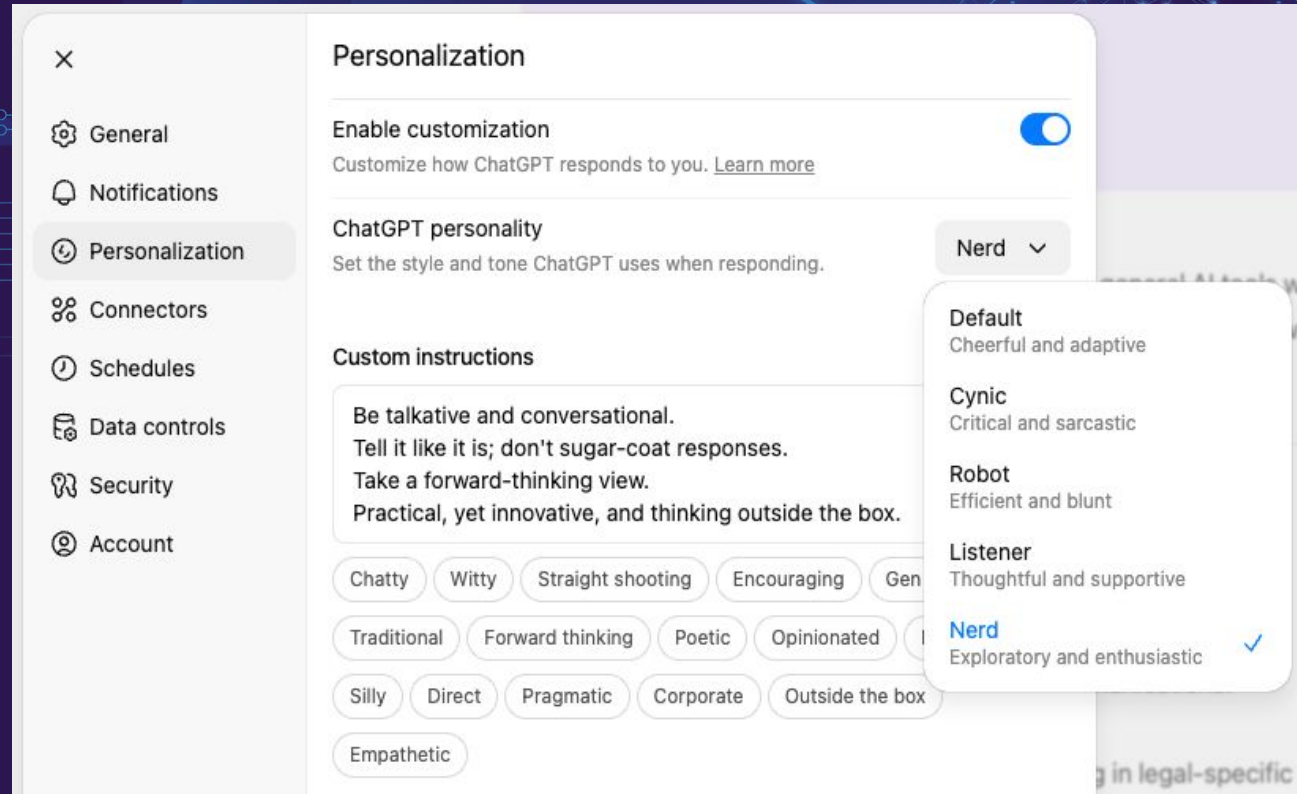 Personalization
General
Notifications
Personalization
Connectors
Schedules
Data controls
Security
Account
Enable customization
Customize how ChatGPT responds to you. Learn more
ChatGPT personality
Set the style and tone ChatGPT uses when responding.
Nerd
Default
Cheerful and adaptive
Cynic
Critical and sarcastic
Robot
Efficient and blunt
Listener
Thoughtful and supportive
Nerd
Exploratory and enthusiastic
Custom instructions
Be talkative and conversational.
Tell it like it is; don't sugar-coat responses.
Take a forward-thinking view.
Practical, yet innovative, and thinking outside the box.
Chatty Witty Straight shooting Encouraging Gen
Traditional Forward thinking Poetic Opinionated
Silly Direct Pragmatic Corporate Outside the box
Empathetic
in legal-specific